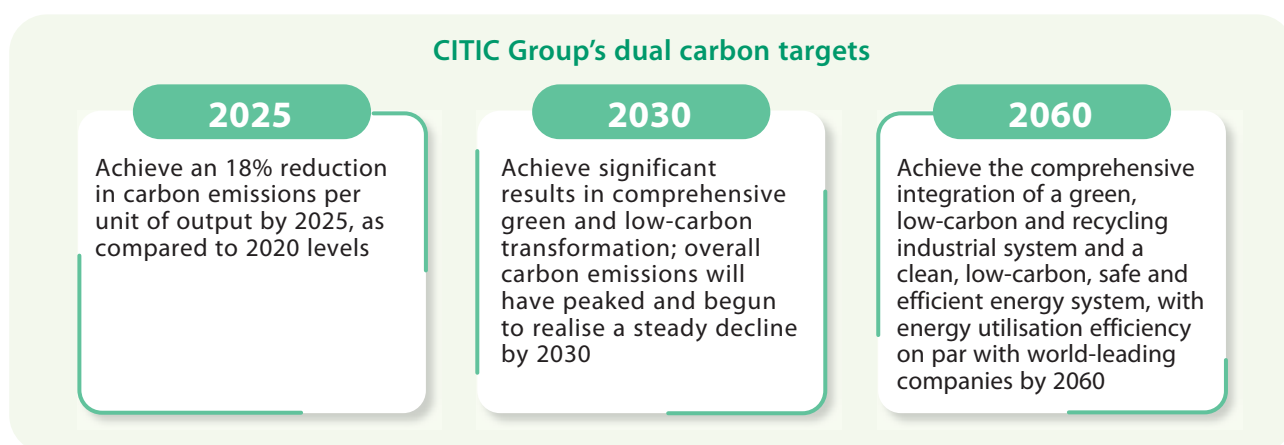 CITIC Group's dual carbon targets
2025
Achieve an 18% reduction
in carbon emissions per
unit of output by 2025, as
compared to 2020 levels
2030
Achieve significant
results in comprehensive
green and low-carbon
transformation; overall
carbon emissions will
have peaked and begun
to realise a steady decline
by 2030
2060
Achieve the comprehensive
integration of a green,
low-carbon and recycling
industrial system and a
clean, low-carbon, safe and
efficient energy system, with
energy utilisation efficiency
on par with world-leading
companies by 2060